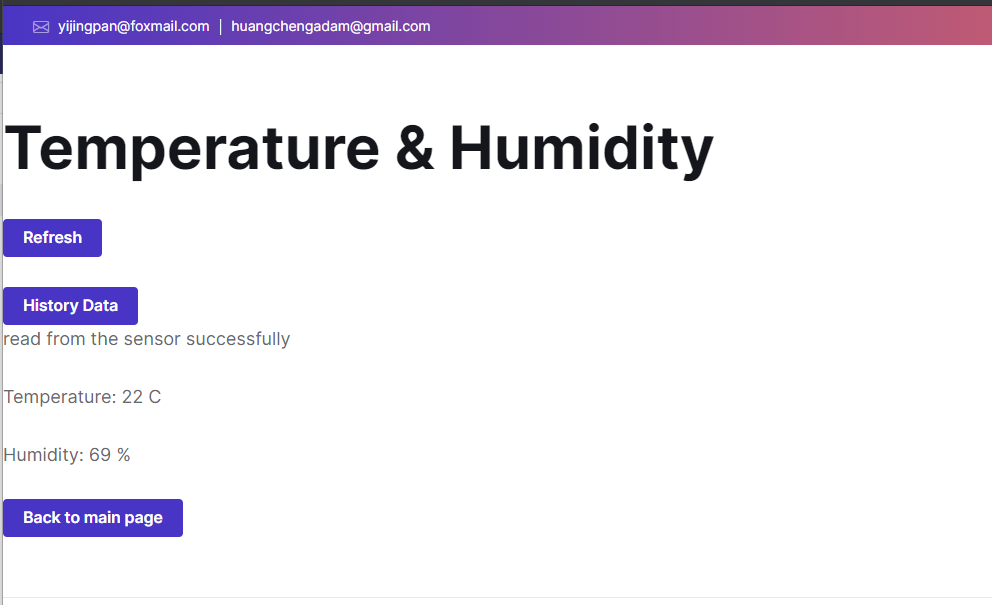 yijingpan@foxmail.com | huangchengadam@gmail.com
Temperature & Humidity
Refresh
History Data
read from the sensor successfully
Temperature: 22 C
Humidity: 69 %
Back to main page